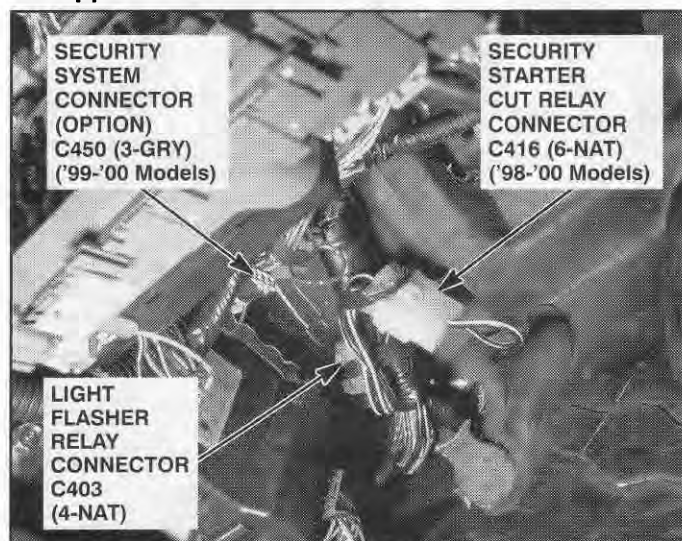 SECURITY
SYSTEM
CONNECTOR
(OPTION)
C450 (3-GRY)
('99-'00 Models)
SECURITY
STARTER
CUT RELAY
CONNECTOR
C416 (6-NAT)
('98-'00 Models)
LIGHT
FLASHER
RELAY
CONNECTOR
C403
(4-NAT)